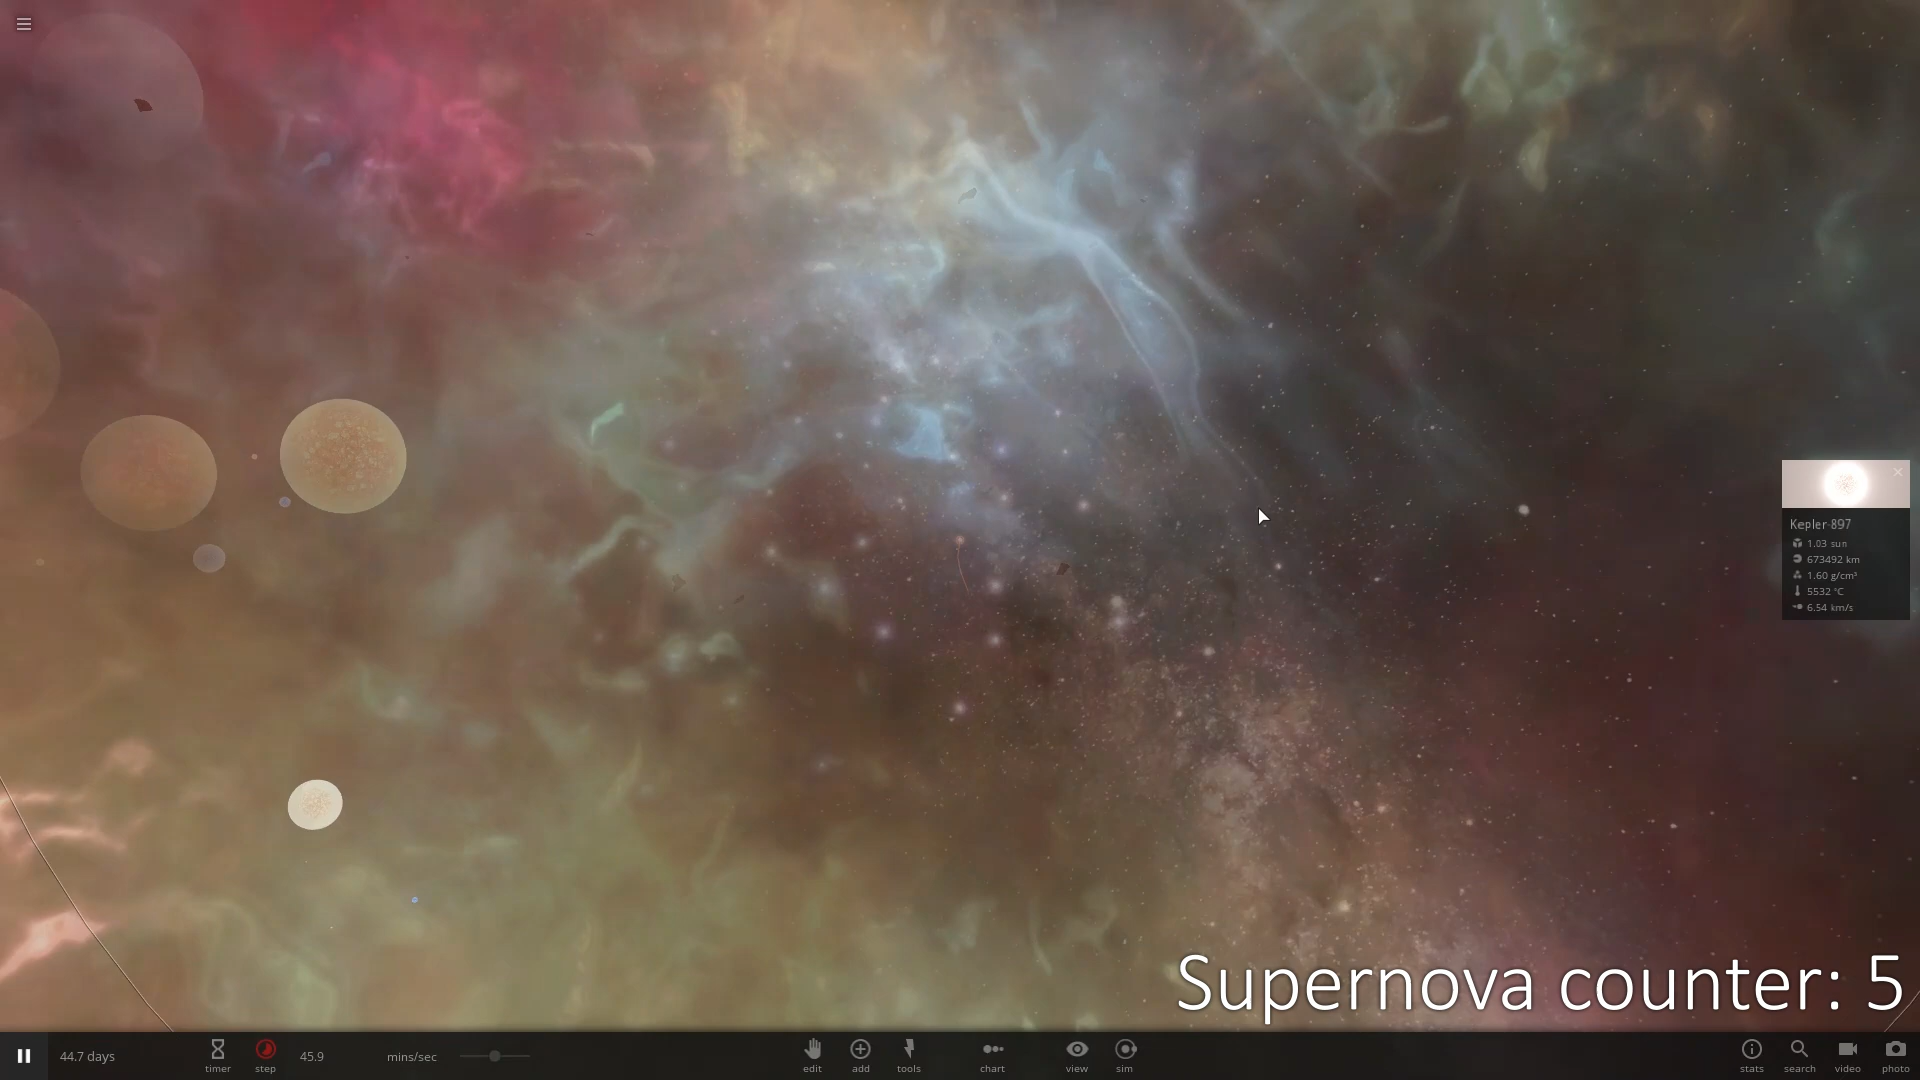 Kepler-897
1.03 sun
673492 km
1.60 g/cm³
5532 °C
6.54 km/s
Supernova counter: 5
44.7 days
timer
step
45.9
mins/sec
edit
add
tools
chart
view
sim
stats
search
video
photo